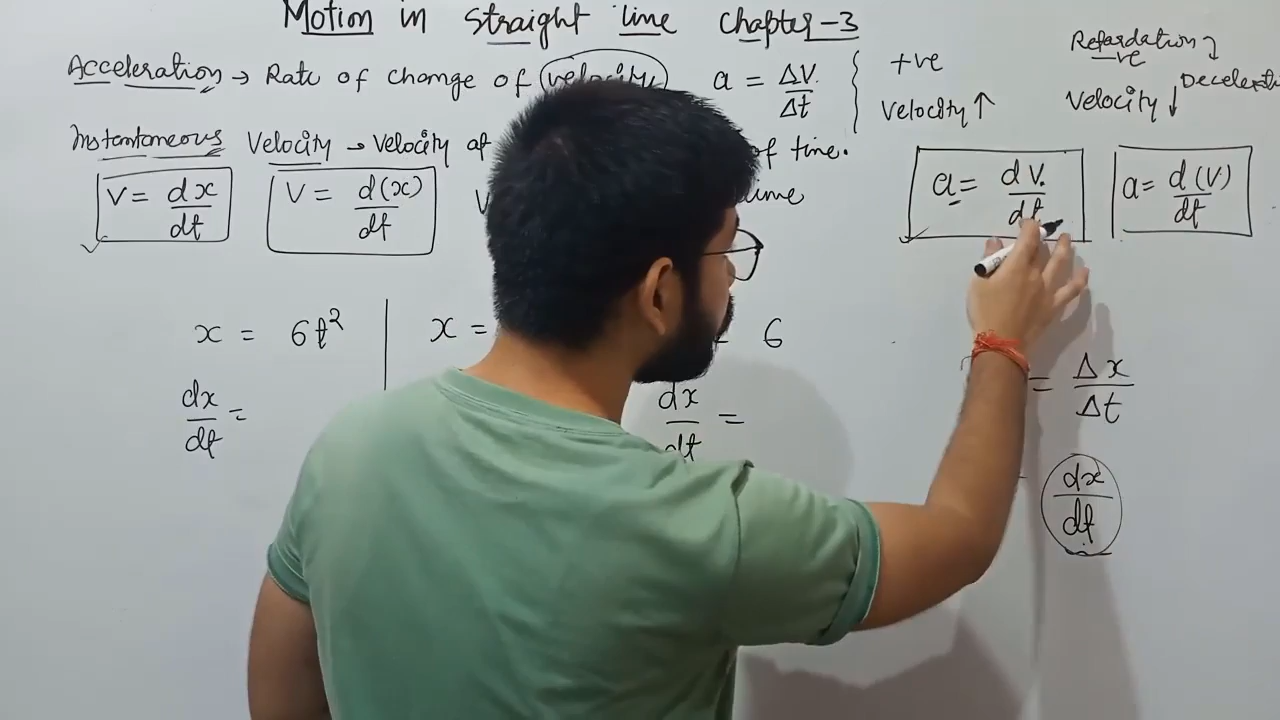 Motion in straight line Chapter-3
Acceleration → Rate of change of velocity a = ΔV/Δt
+ve
Velocity ↑
Retardation
-ve
Velocity ↓
Instantaneous Velocity → Velocity at of time.
V = dx/dt
V = d(x)/dt
a = dV/dt
a = d(V)/dt
x = 6t²
dx/dt =
x =
= 6
dx/dt =
= Δx/Δt
dx/dt